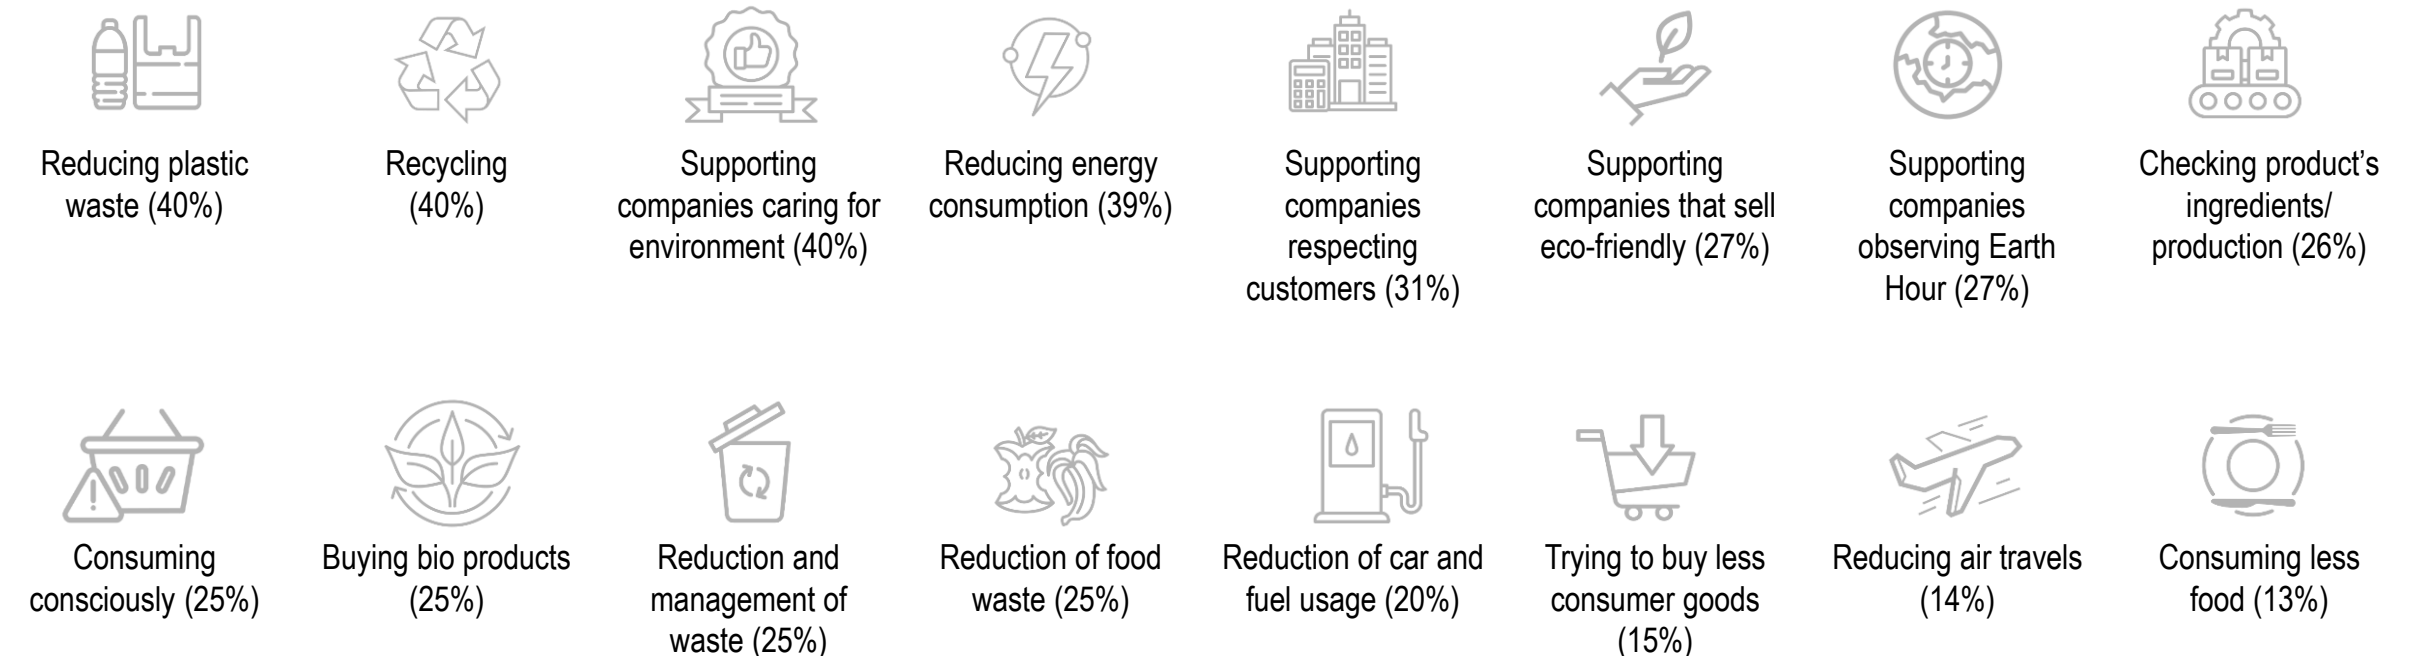 Reducing plastic
waste (40%)
Recycling
(40%)
Supporting
companies caring for
environment (40%)
Reducing energy
consumption (39%)
Supporting
companies
respecting
customers (31%)
Supporting
companies that sell
eco-friendly (27%)
Supporting
companies
observing Earth
Hour (27%)
Checking product’s
ingredients/
production (26%)
Consuming
consciously (25%)
Buying bio products
(25%)
Reduction and
management of
waste (25%)
Reduction of food
waste (25%)
Reduction of car and
fuel usage (20%)
Trying to buy less
consumer goods
(15%)
Reducing air travels
(14%)
Consuming less
food (13%)